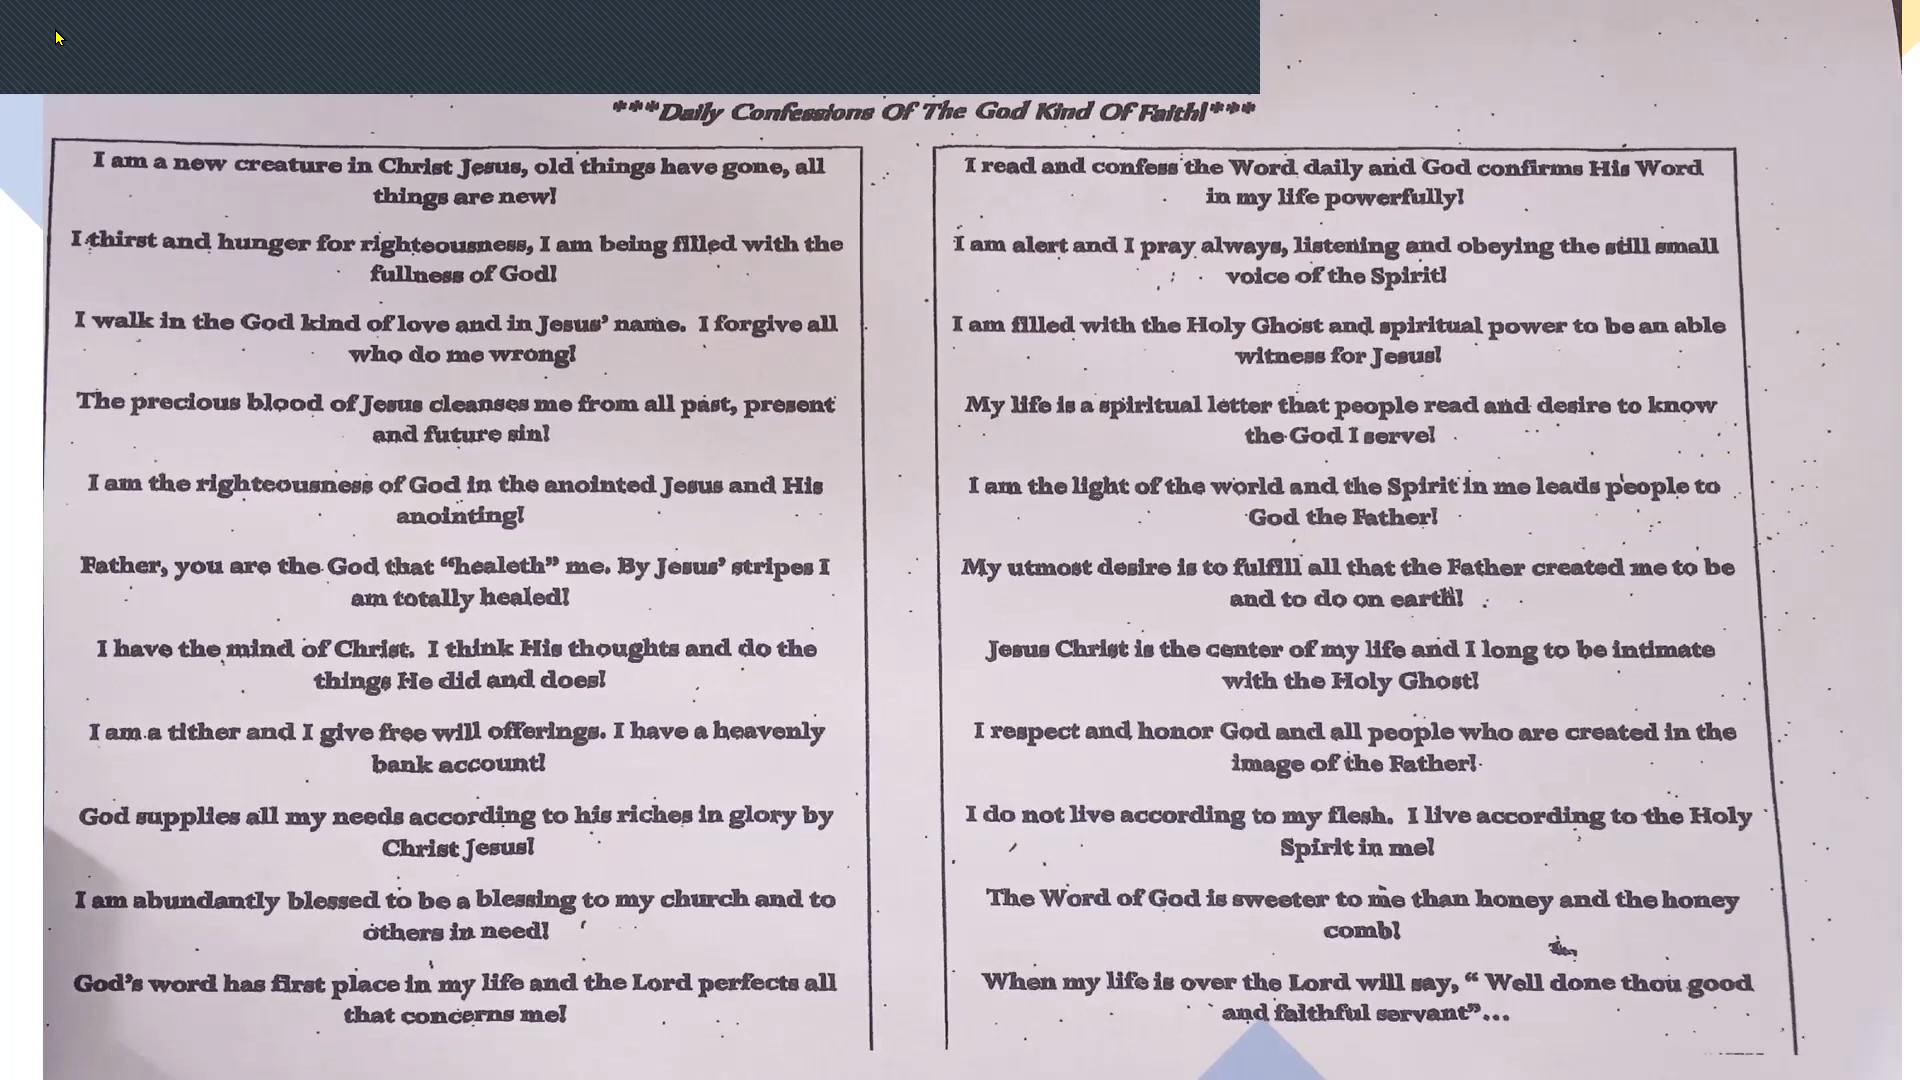 ***Daily Confessions Of The God Kind Of Faith!***
I am a new creature in Christ Jesus, old things have gone, all
things are new!
I thirst and hunger for righteousness, I am being filled with the
fullness of God!
I walk in the God kind of love and in Jesus’ name.  I forgive all
who do me wrong!
The precious blood of Jesus cleanses me from all past, present
and future sin!
I am the righteousness of God in the anointed Jesus and His
anointing!
Father, you are the God that “healeth” me. By Jesus’ stripes I
am totally healed!
I have the mind of Christ.  I think His thoughts and do the
things He did and does!
I am a tither and I give free will offerings. I have a heavenly
bank account!
God supplies all my needs according to his riches in glory by
Christ Jesus!
I am abundantly blessed to be a blessing to my church and to
others in need!
God’s word has first place in my life and the Lord perfects all
that concerns me!
I read and confess the Word daily and God confirms His Word
in my life powerfully!
I am alert and I pray always, listening and obeying the still small
voice of the Spirit!
I am filled with the Holy Ghost and spiritual power to be an able
witness for Jesus!
My life is a spiritual letter that people read and desire to know
the God I serve!
I am the light of the world and the Spirit in me leads people to
God the Father!
My utmost desire is to fulfill all that the Father created me to be
and to do on earth!
Jesus Christ is the center of my life and I long to be intimate
with the Holy Ghost!
I respect and honor God and all people who are created in the
image of the Father!
I do not live according to my flesh.  I live according to the Holy
Spirit in me!
The Word of God is sweeter to me than honey and the honey
comb!
When my life is over the Lord will say, “ Well done thou good
and faithful servant”...